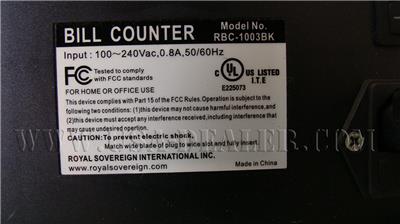 BILL COUNTER
Model No.
RBC-1003BK
Input : 100~240Vac,0.8A,50/60Hz
FC Tested to comply
with FCC Standards
FOR HOME OR OFFICE USE
c UL US LISTED
I.T.E
E225073
This device complies with Part 15 of the FCC Rules. Operation is subject to the
following two conditions: (1)this device may not cause harmful interference, and
(2)this device must accept any interference received,including interference that
may cause undesired operation.
CAUTION: To prevent electric shock.
Match wide blade of plug to wide slot and fully insert.
ROYAL SOVEREIGN INTERNATIONAL INC.
www.royalsovereign.com
Made in China